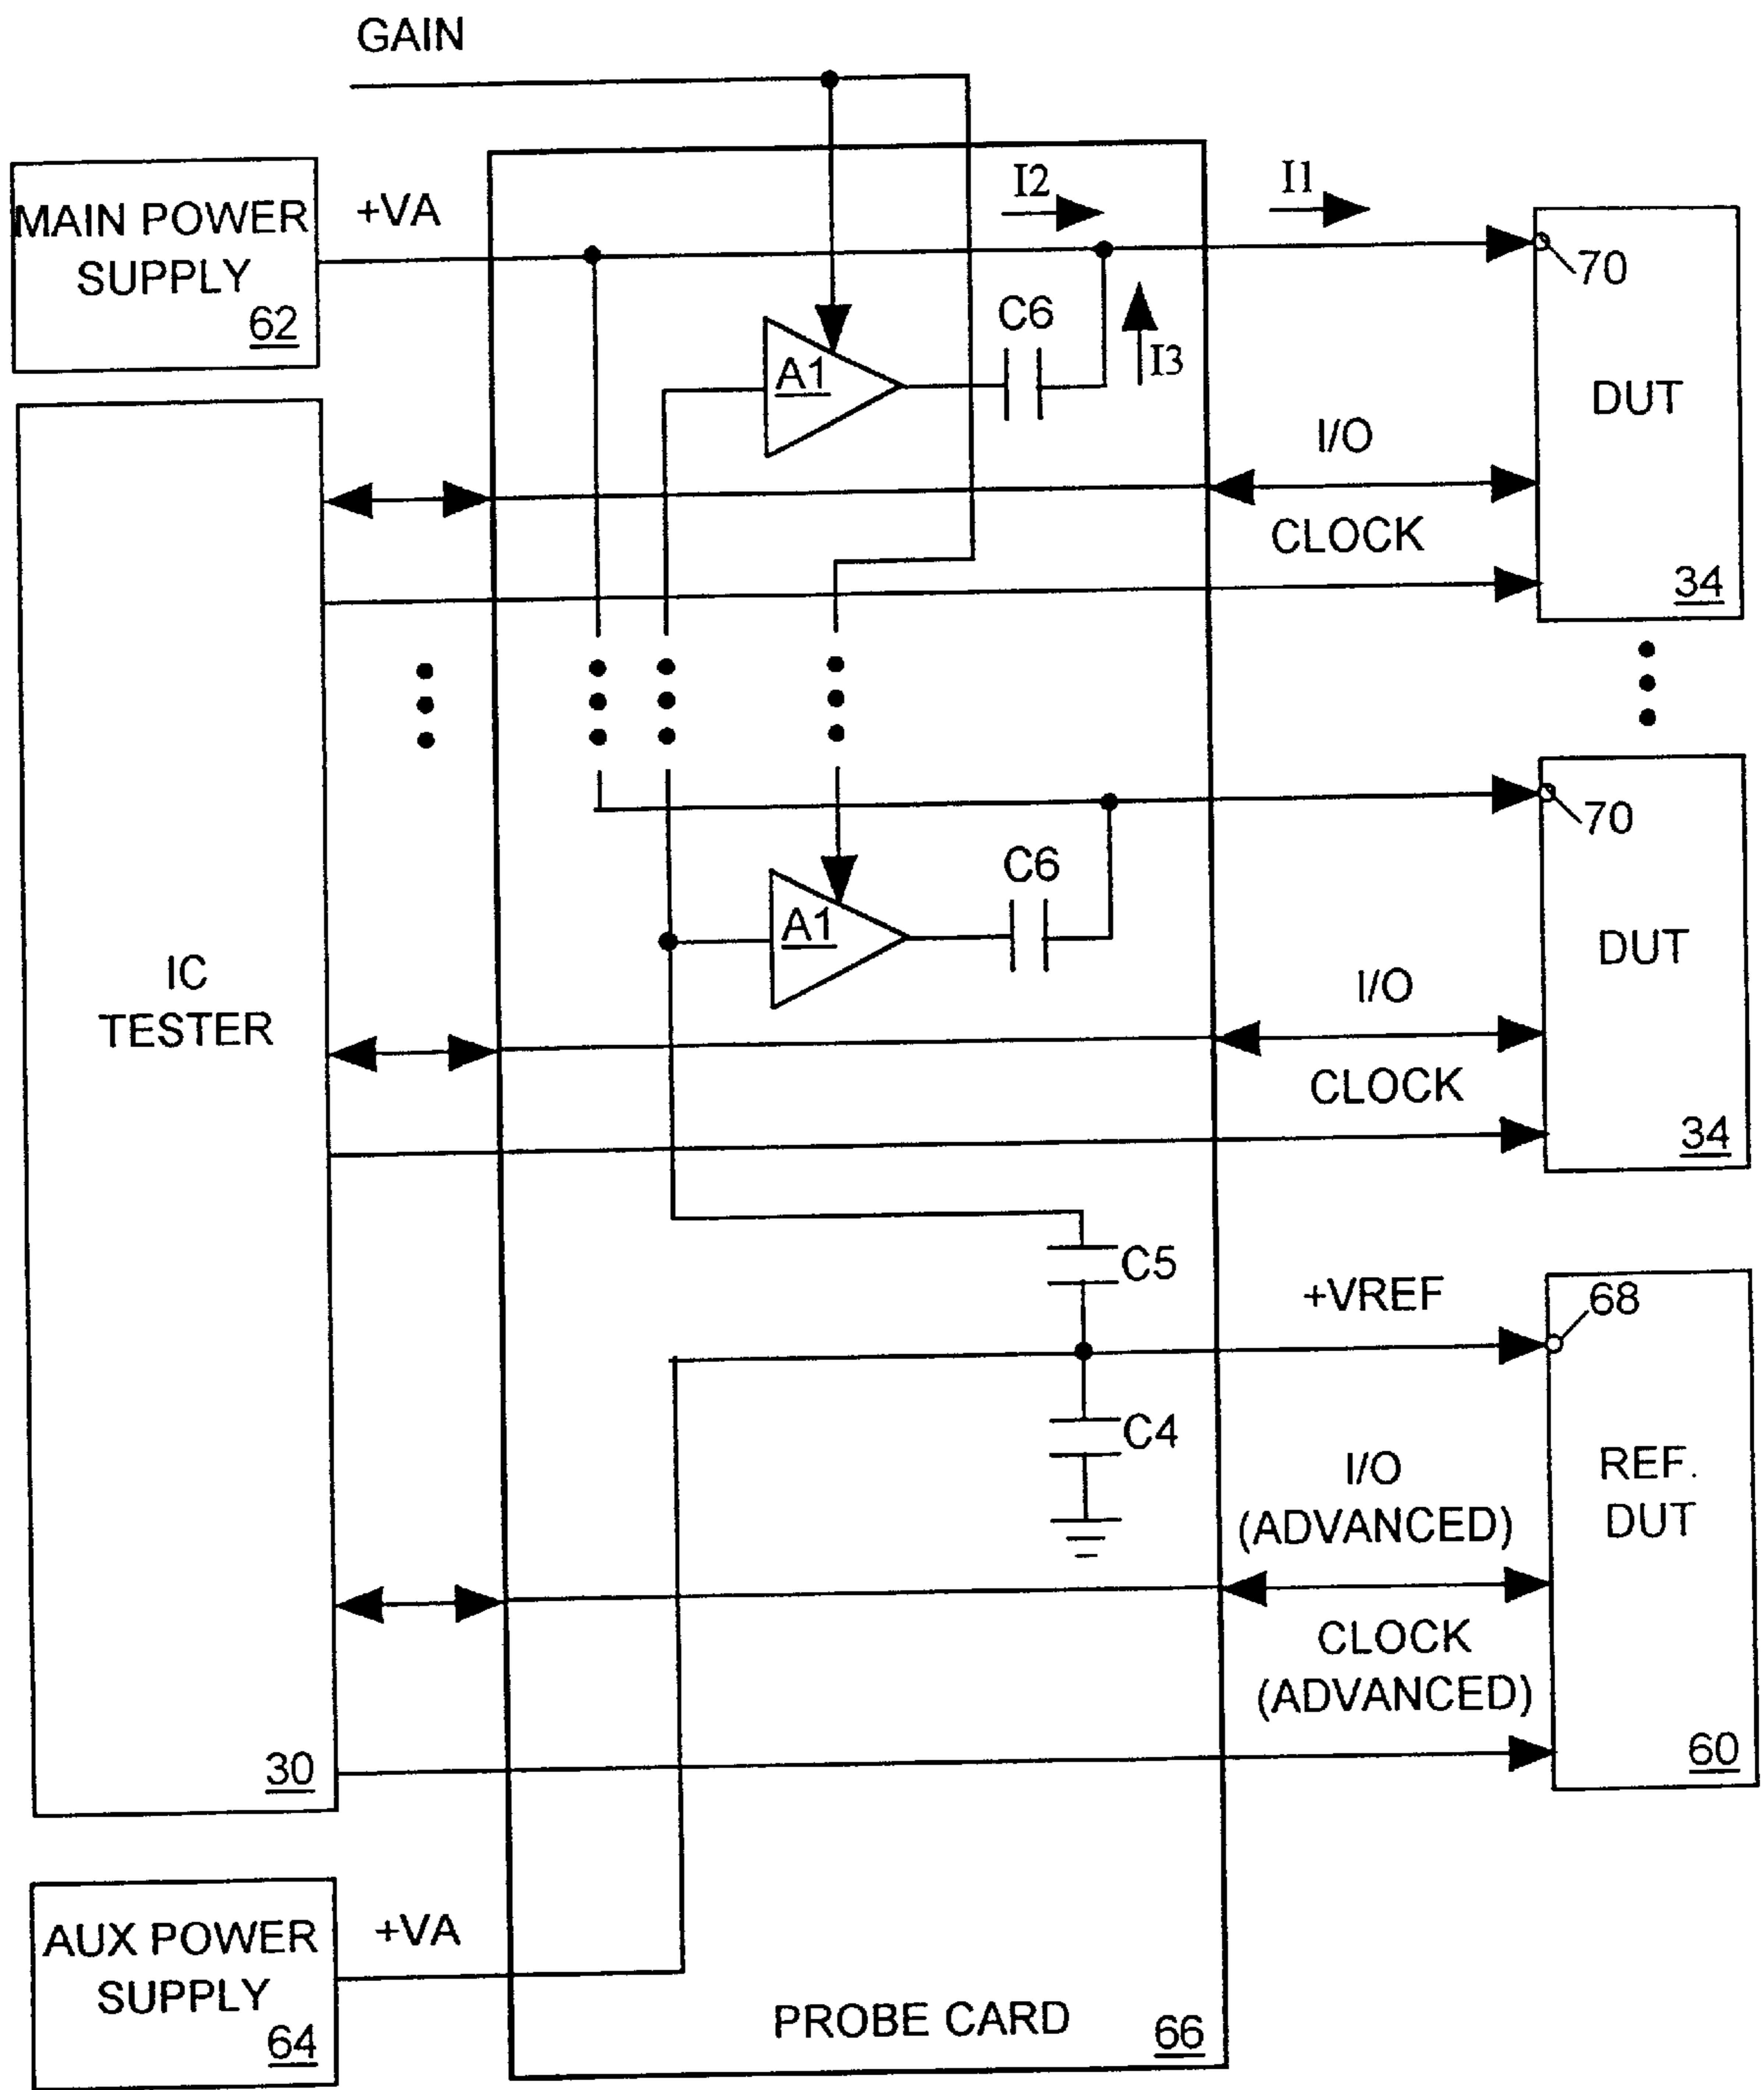 GAIN
MAIN POWER
SUPPLY
62
+VA
I2
I1
70
A1
C6
I3
DUT
I/O
CLOCK
34
70
A1
C6
DUT
IC
TESTER
I/O
CLOCK
34
C5
+VREF
68
C4
REF.
DUT
I/O
(ADVANCED)
CLOCK
(ADVANCED)
30
60
AUX POWER
SUPPLY
64
+VA
PROBE CARD
66